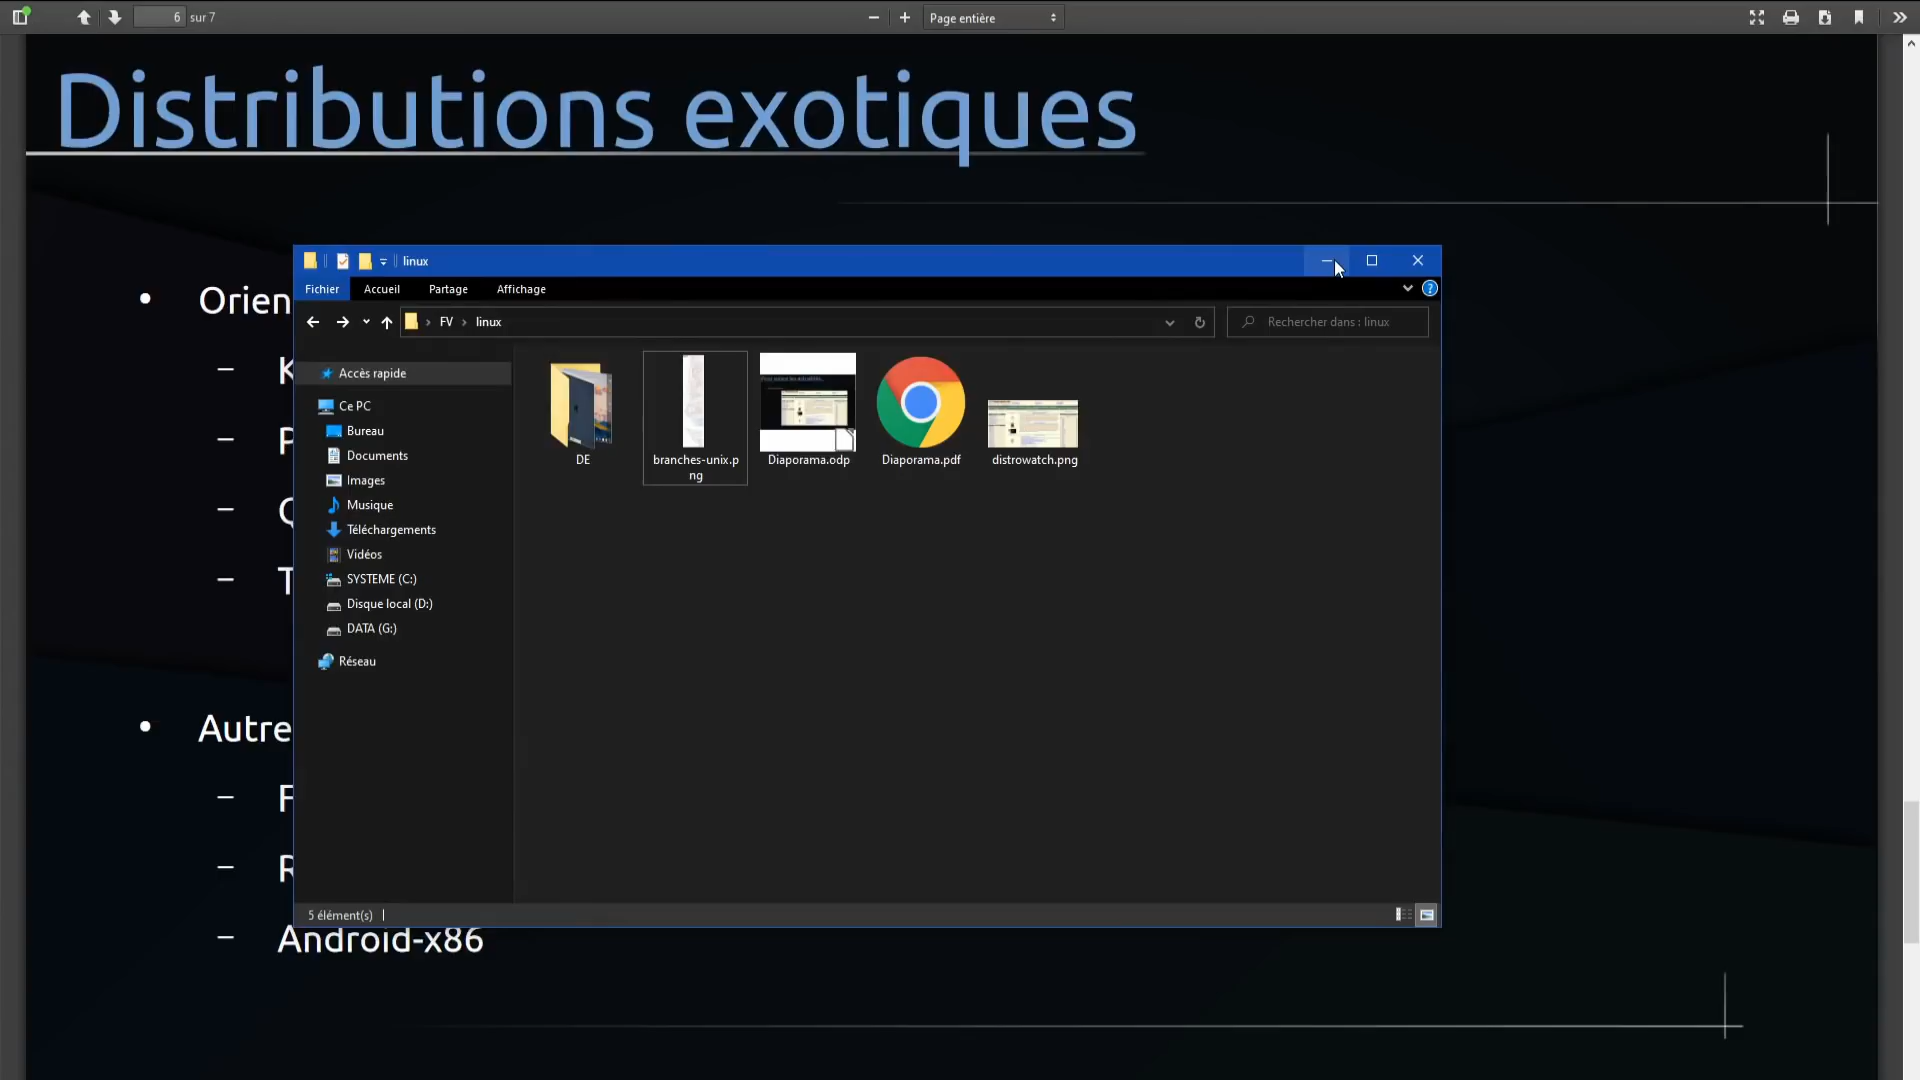 6 sur 7
Page entière
Distributions exotiques
linux
Fichier Accueil Partage Affichage
FV linux
Rechercher dans : linux
Accès rapide
Ce PC
Bureau
Documents
Images
Musique
Téléchargements
Vidéos
SYSTEME (C:)
Disque local (D:)
DATA (G:)
Réseau
DE
branches-unix.p
ng
Diaporama.odp
Diaporama.pdf
distrowatch.png
5 élément(s)
Orien
K
P
Q
T
Autre
F
R
Android-x86